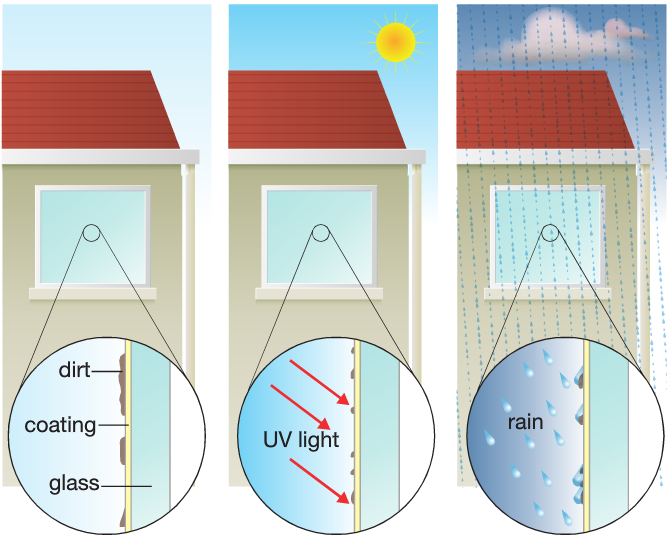 dirt
coating
glass
UV light
rain